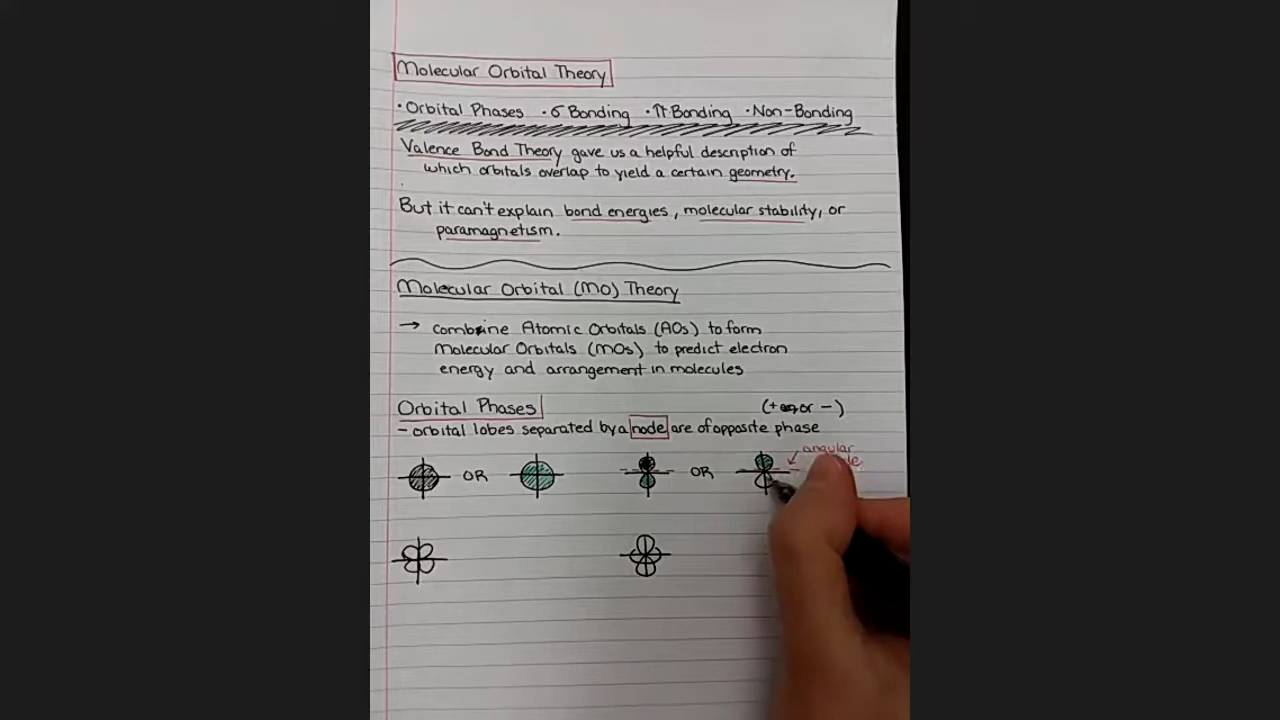 Molecular Orbital Theory
· Orbital Phases · σ Bonding · π Bonding · Non-Bonding
Valence Bond Theory gave us a helpful description of
which orbitals overlap to yield a certain geometry.
But it can't explain bond energies, molecular stability, or
paramagnetism.
Molecular Orbital (MO) Theory
→ combine Atomic Orbitals (AOs) to form
Molecular Orbitals (MOs) to predict electron
energy and arrangement in molecules
Orbital Phases
(+ or -)
- orbital lobes separated by a node are of opposite phase
angular
OR
OR